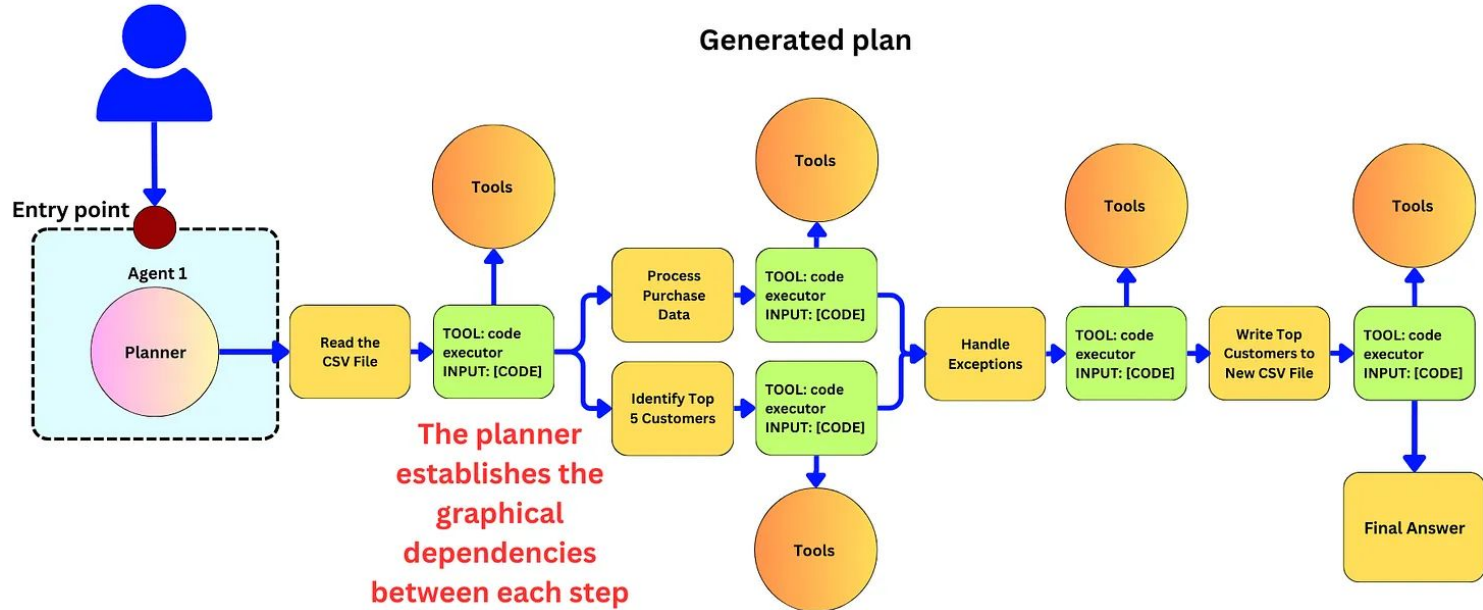 Generated plan
Entry point
Agent 1
Planner
Read the
CSV File
TOOL: code
executor
INPUT: [CODE]
Tools
Process
Purchase
Data
TOOL: code
executor
INPUT: [CODE]
Tools
Identify Top
5 Customers
TOOL: code
executor
INPUT: [CODE]
Tools
Handle
Exceptions
TOOL: code
executor
INPUT: [CODE]
Tools
Write Top
Customers to
New CSV File
TOOL: code
executor
INPUT: [CODE]
Tools
Final Answer
The planner
establishes the
graphical
dependencies
between each step